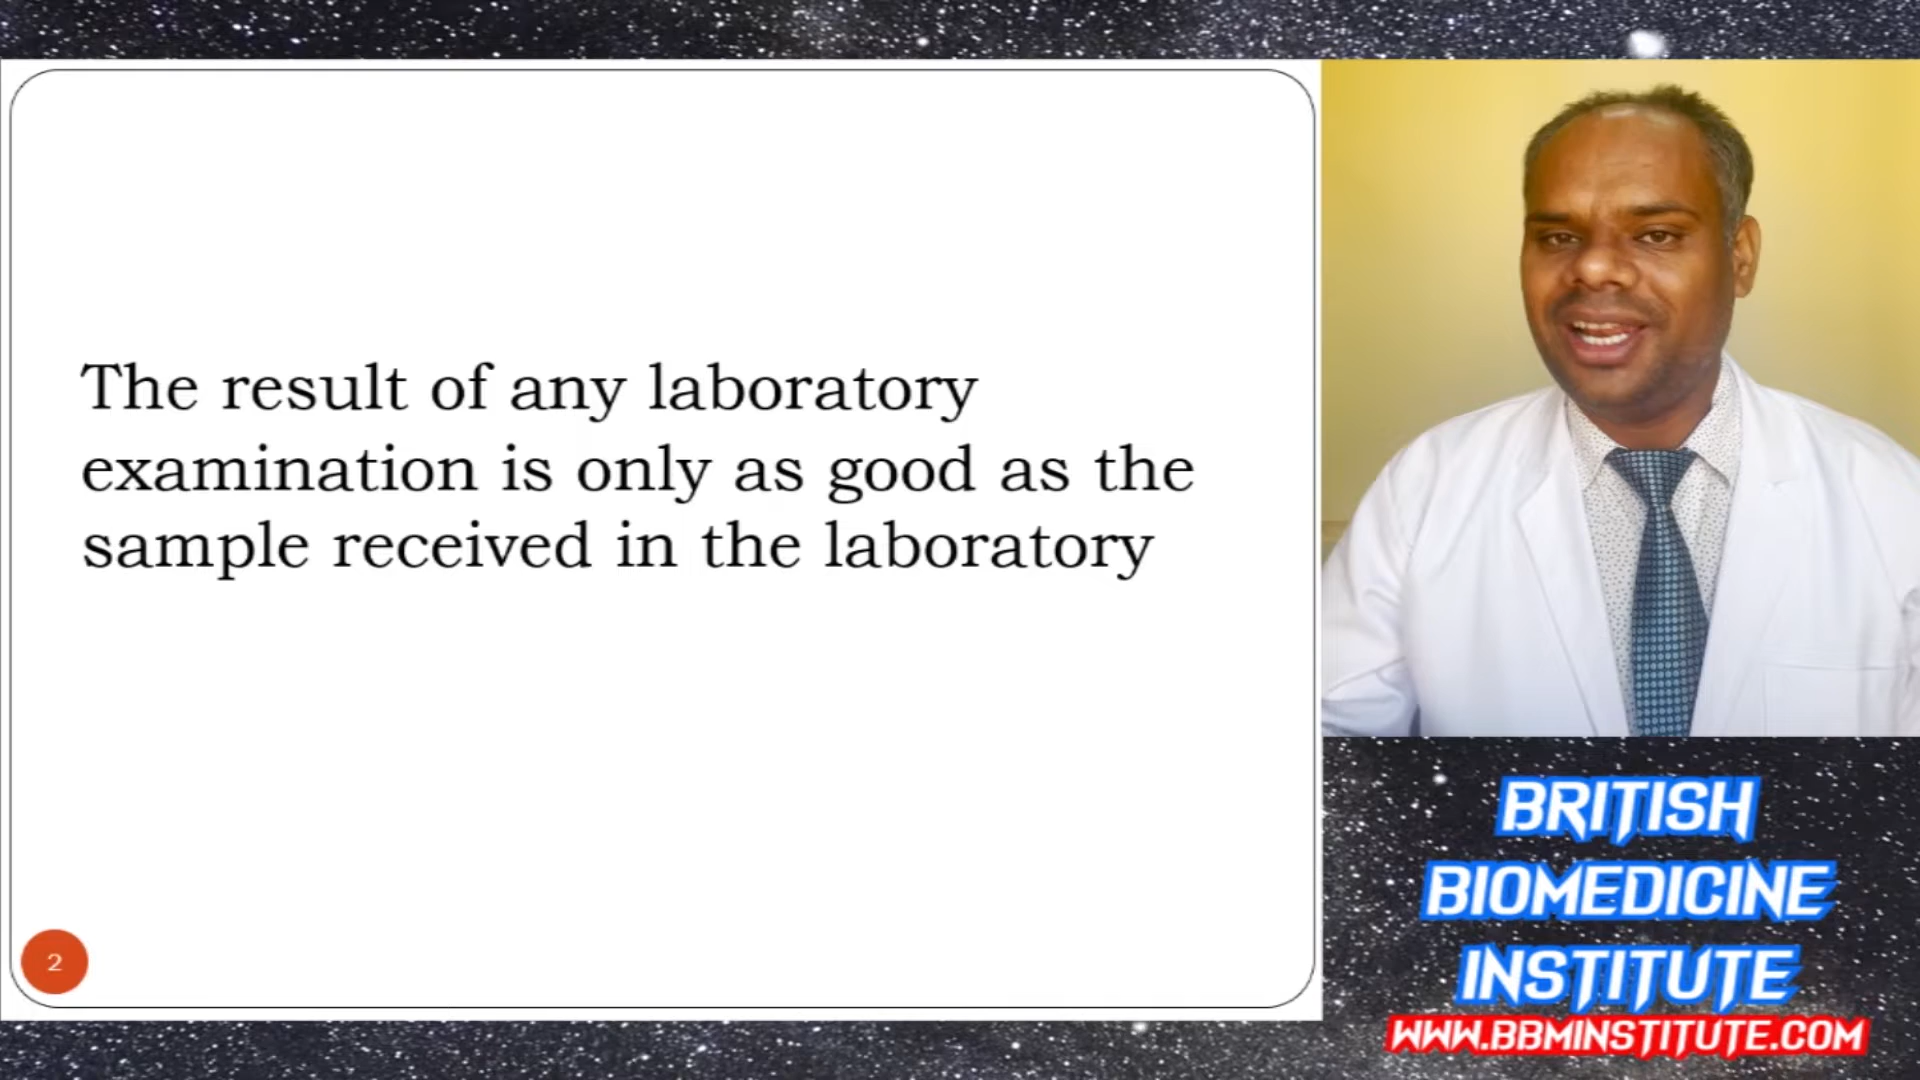 The result of any laboratory
examination is only as good as the
sample received in the laboratory
2
BRITISH
BIOMEDICINE
INSTITUTE
WWW.BBMINSTITUTE.COM